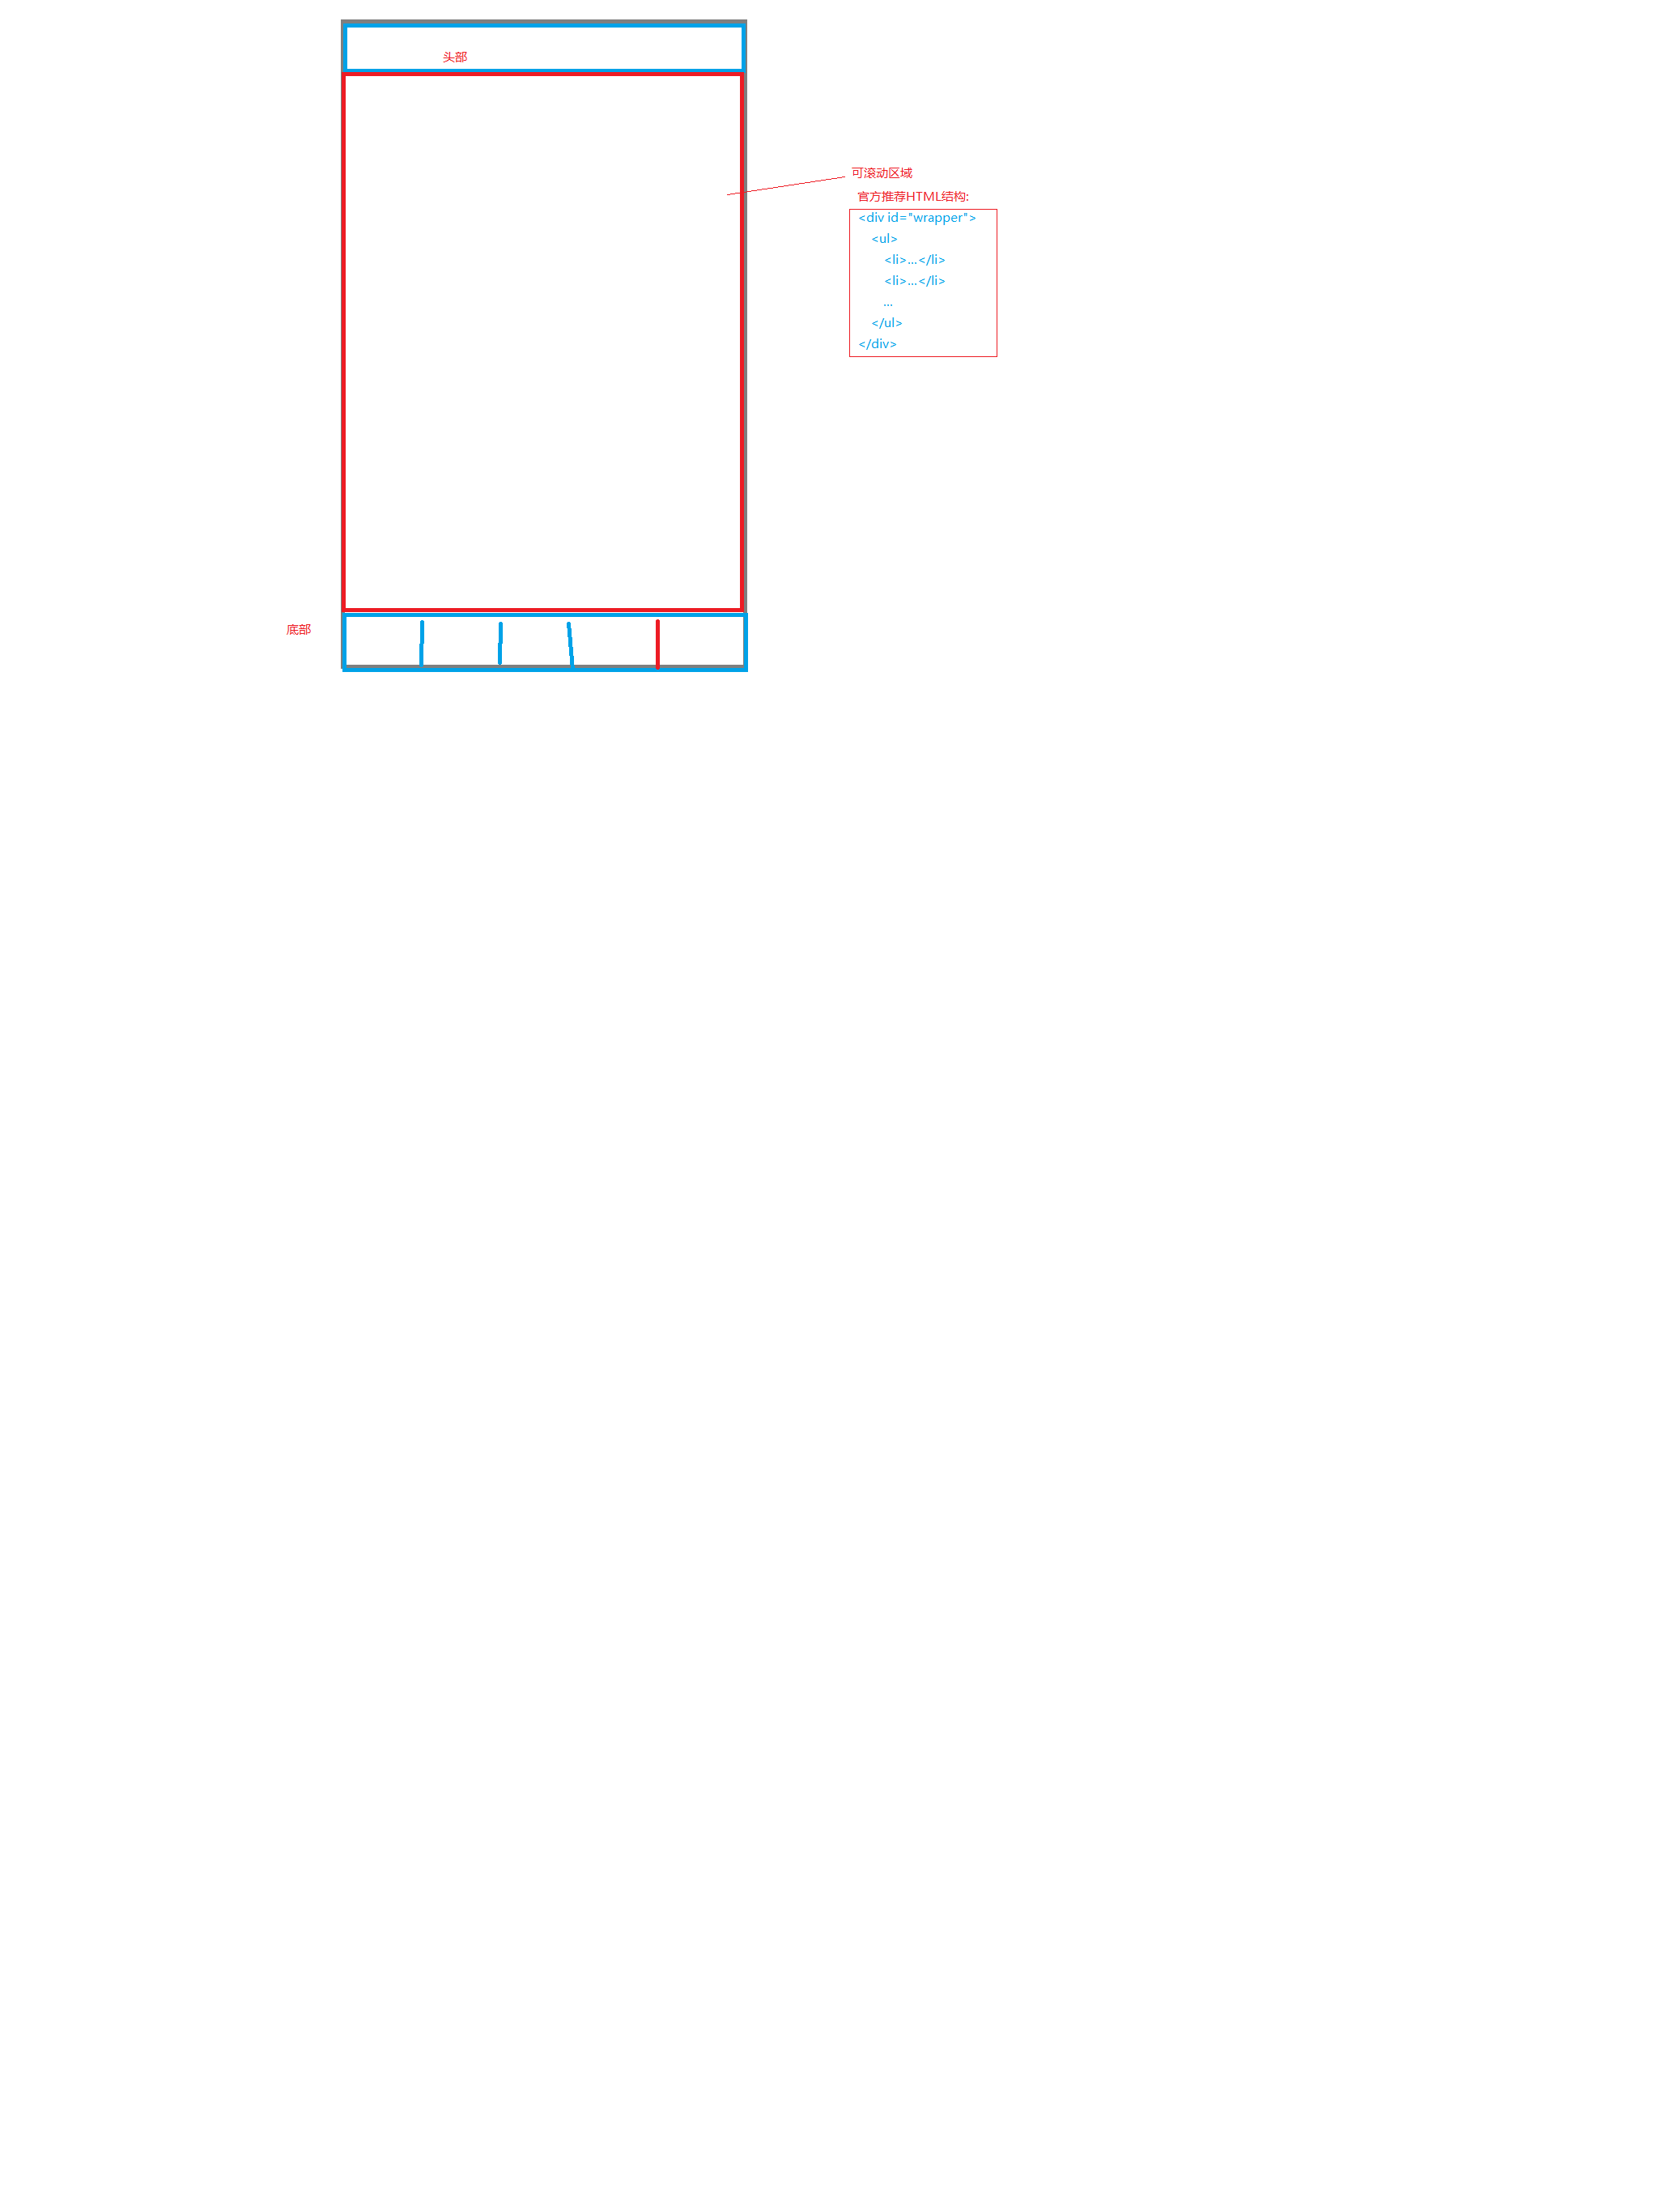 头部
可滚动区域
官方推荐HTML结构:
<div id="wrapper">
<ul>
<li>...</li>
<li>...</li>
...
</ul>
</div>
底部